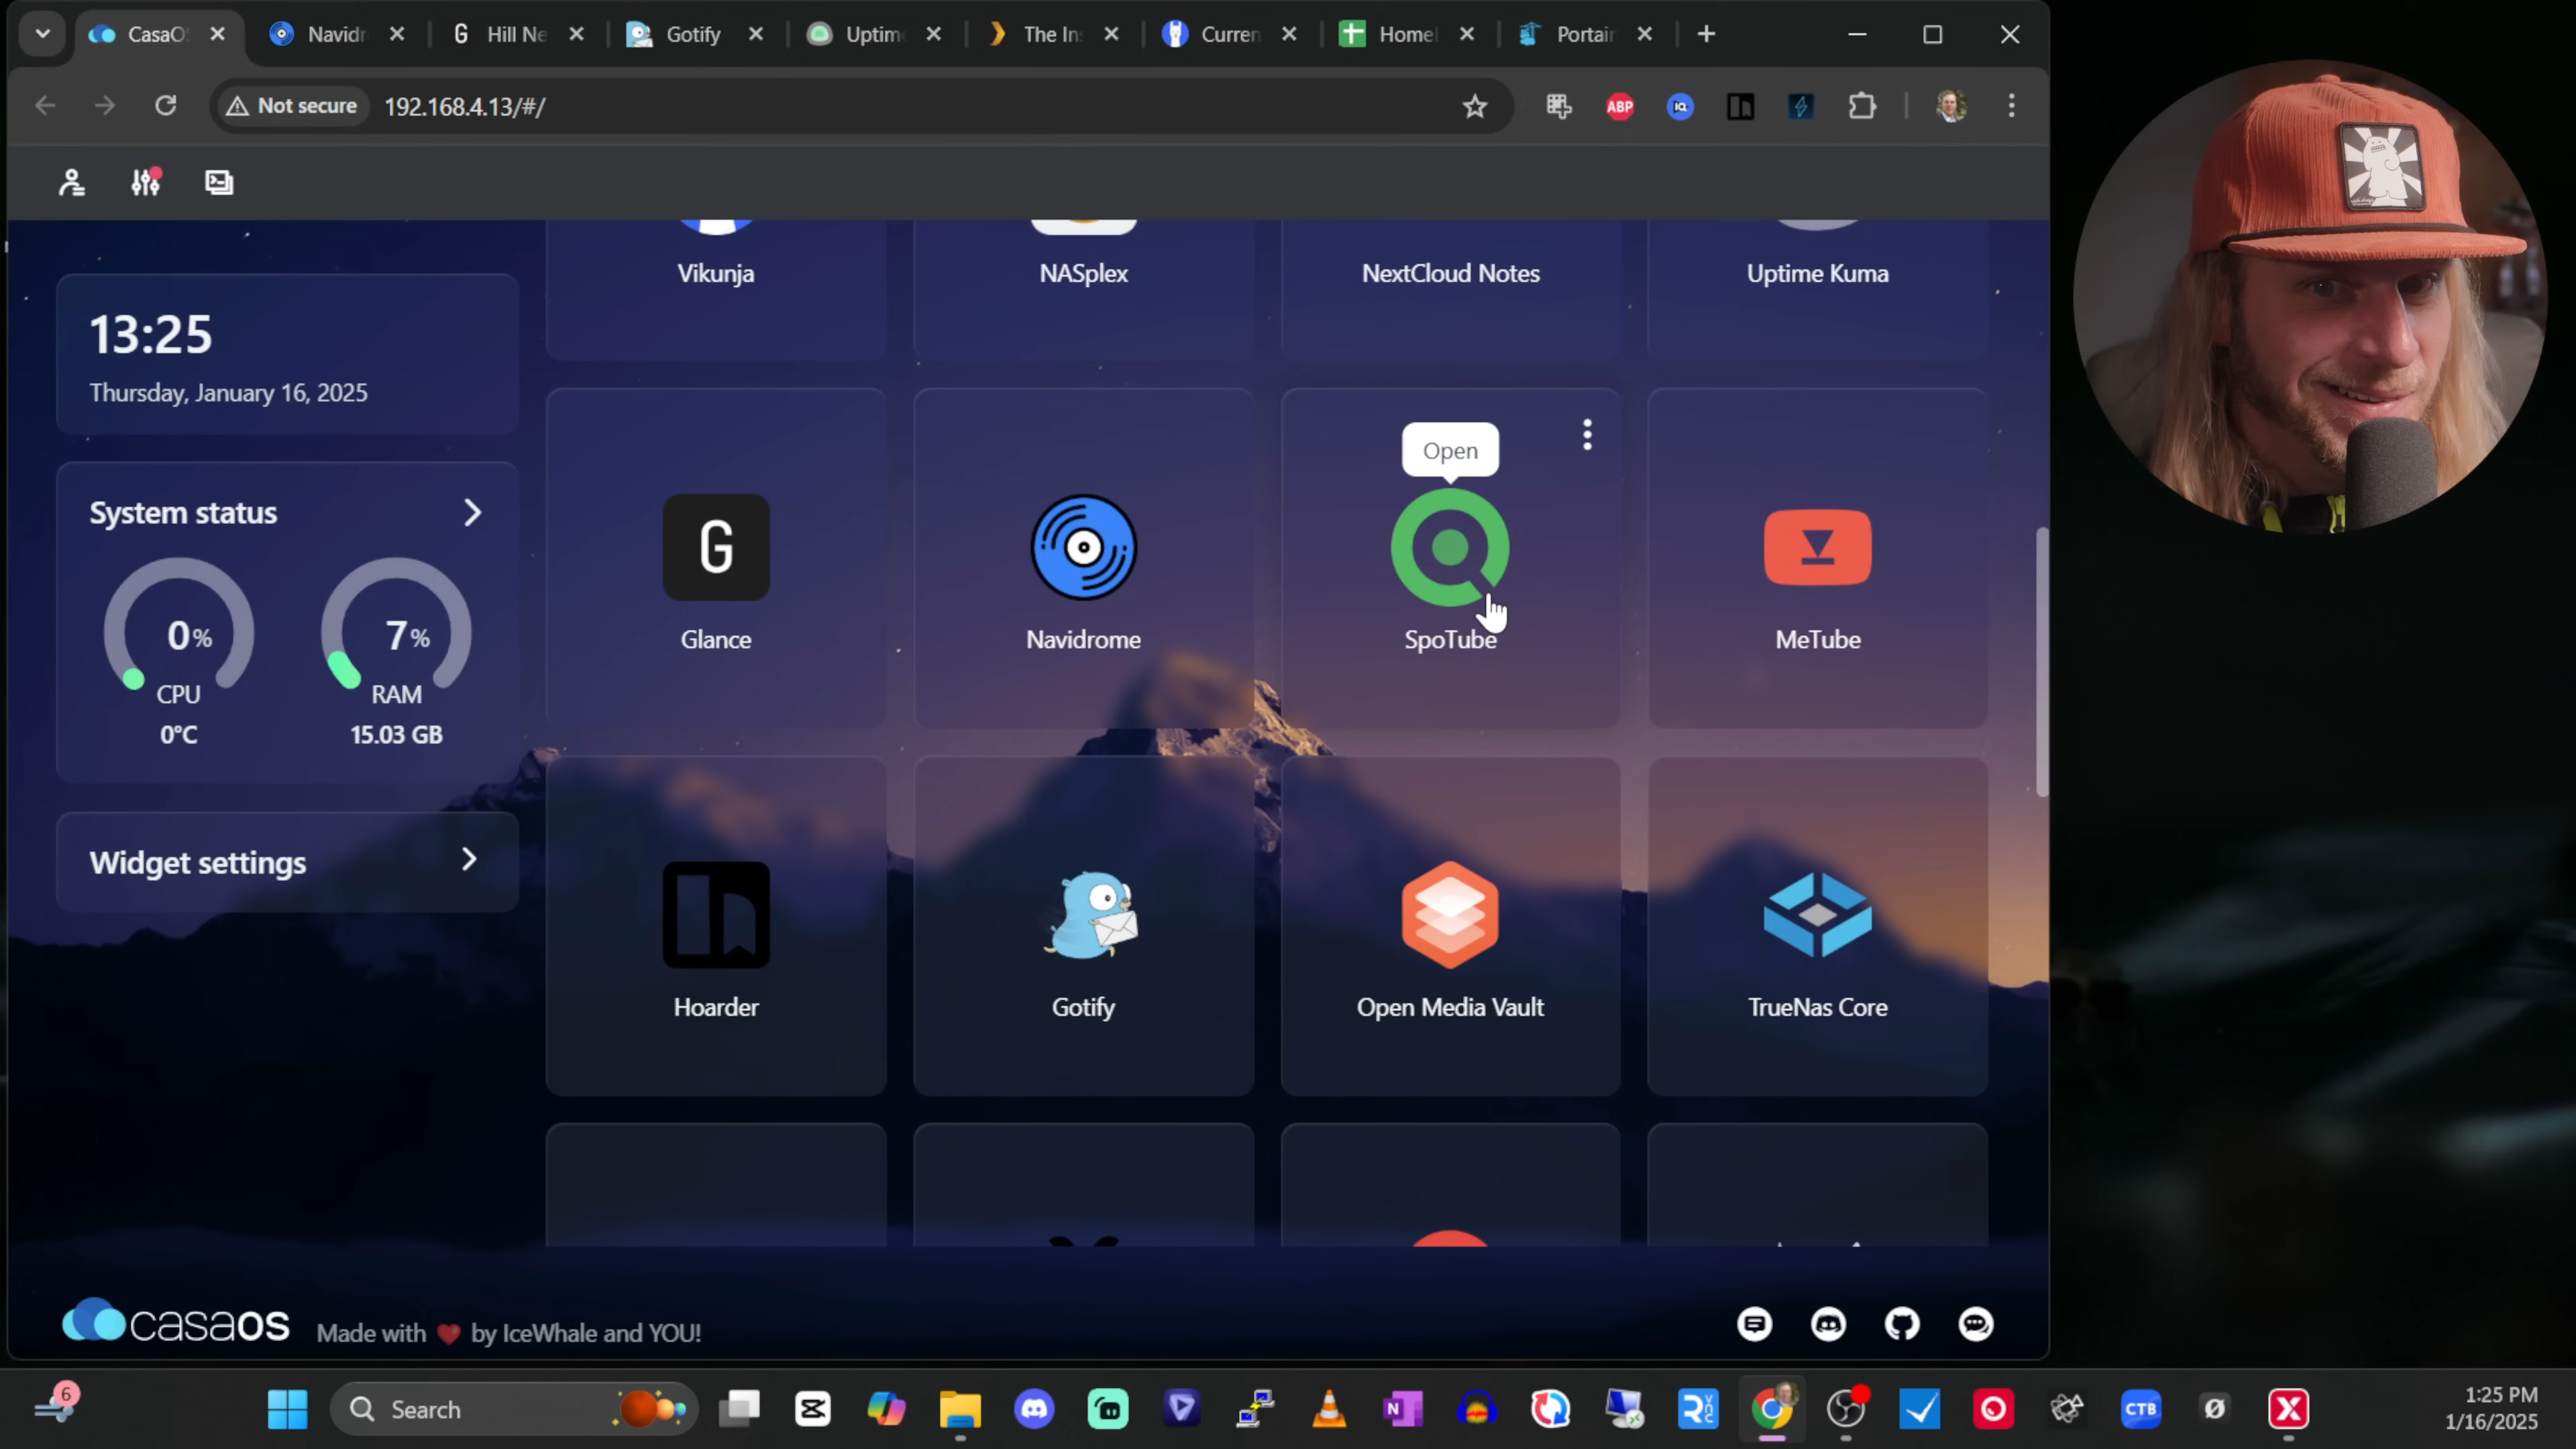 CasaO
Navidr
G
Hill Ne
Gotify
Uptim
The In
Curren
Home
Portain
Not secure
192.168.4.13/#/
ABP
IQ
Vikunja
NASplex
NextCloud Notes
Uptime Kuma
13:25
Thursday, January 16, 2025
System status
0%
CPU
0°C
7%
RAM
15.03 GB
Widget settings
Open
G
Glance
Navidrome
SpoTube
MeTube
Hoarder
Gotify
Open Media Vault
TrueNas Core
casaOS
Made with ❤ by IceWhale and YOU!
6
Search
N
CTB
1:25 PM
1/16/2025